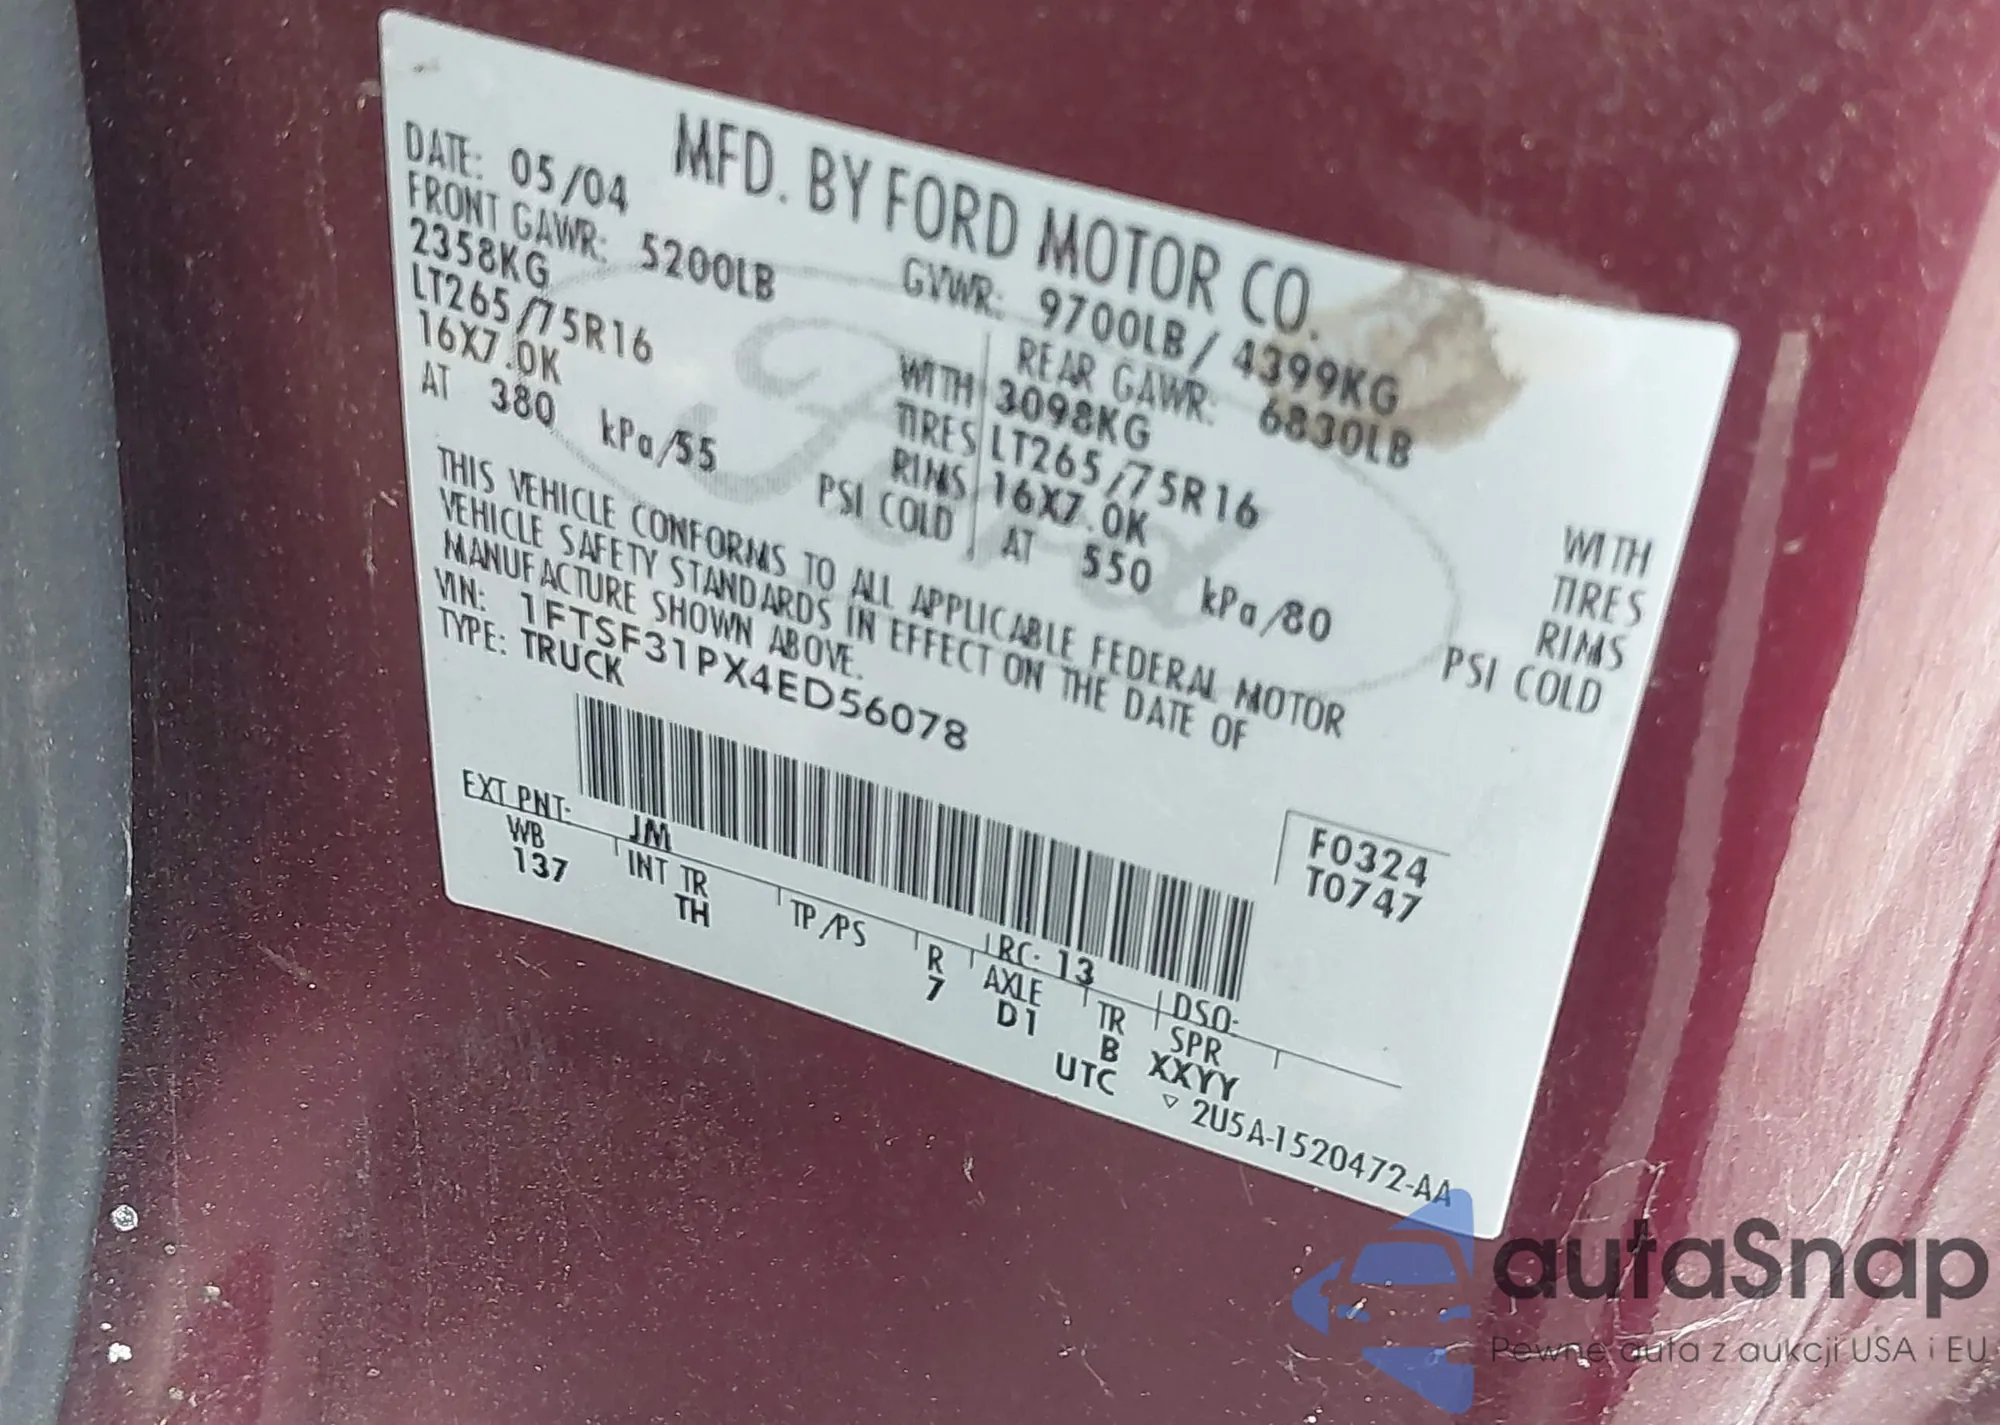 MFD. BY FORD MOTOR CO.
DATE: 05/04 GVWR: 9700LB / 4399KG
FRONT GAWR: 5200LB REAR GAWR: 6830LB
2358KG WITH 3098KG WITH
LT265/75R16 TIRES LT265/75R16 TIRES
16X7.0K RIMS 16X7.0K RIMS
AT 380 kPa/55 PSI COLD AT 550 kPa/80 PSI COLD
THIS VEHICLE CONFORMS TO ALL APPLICABLE FEDERAL MOTOR
VEHICLE SAFETY STANDARDS IN EFFECT ON THE DATE OF
MANUFACTURE SHOWN ABOVE.
VIN: 1FTSF31PX4ED56078
TYPE: TRUCK
F0324
T0747
EXT PNT- JM RC- 13 DSO-
WB INT TR TP/PS R AXLE TR SPR
137 TH 7 D1 B XXYY
UTC ▽ 2U5A-1520472-AA
Ford
autaSnap
Pewne auta z aukcji USA i EU